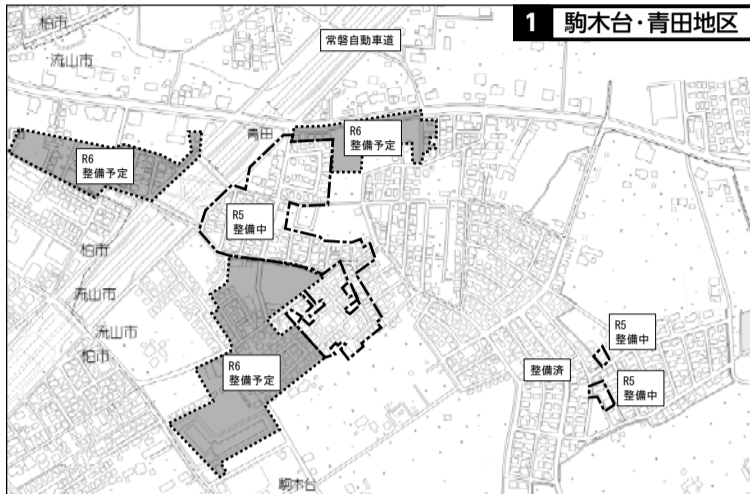 1 駒木台・青田地区
柏市
流山市
常磐自動車道
青田
R6
整備予定
R6
整備予定
R5
整備中
柏市
流山市
流山市
柏市
R6
整備予定
R5
整備中
整備済
R5
整備中
駒木台